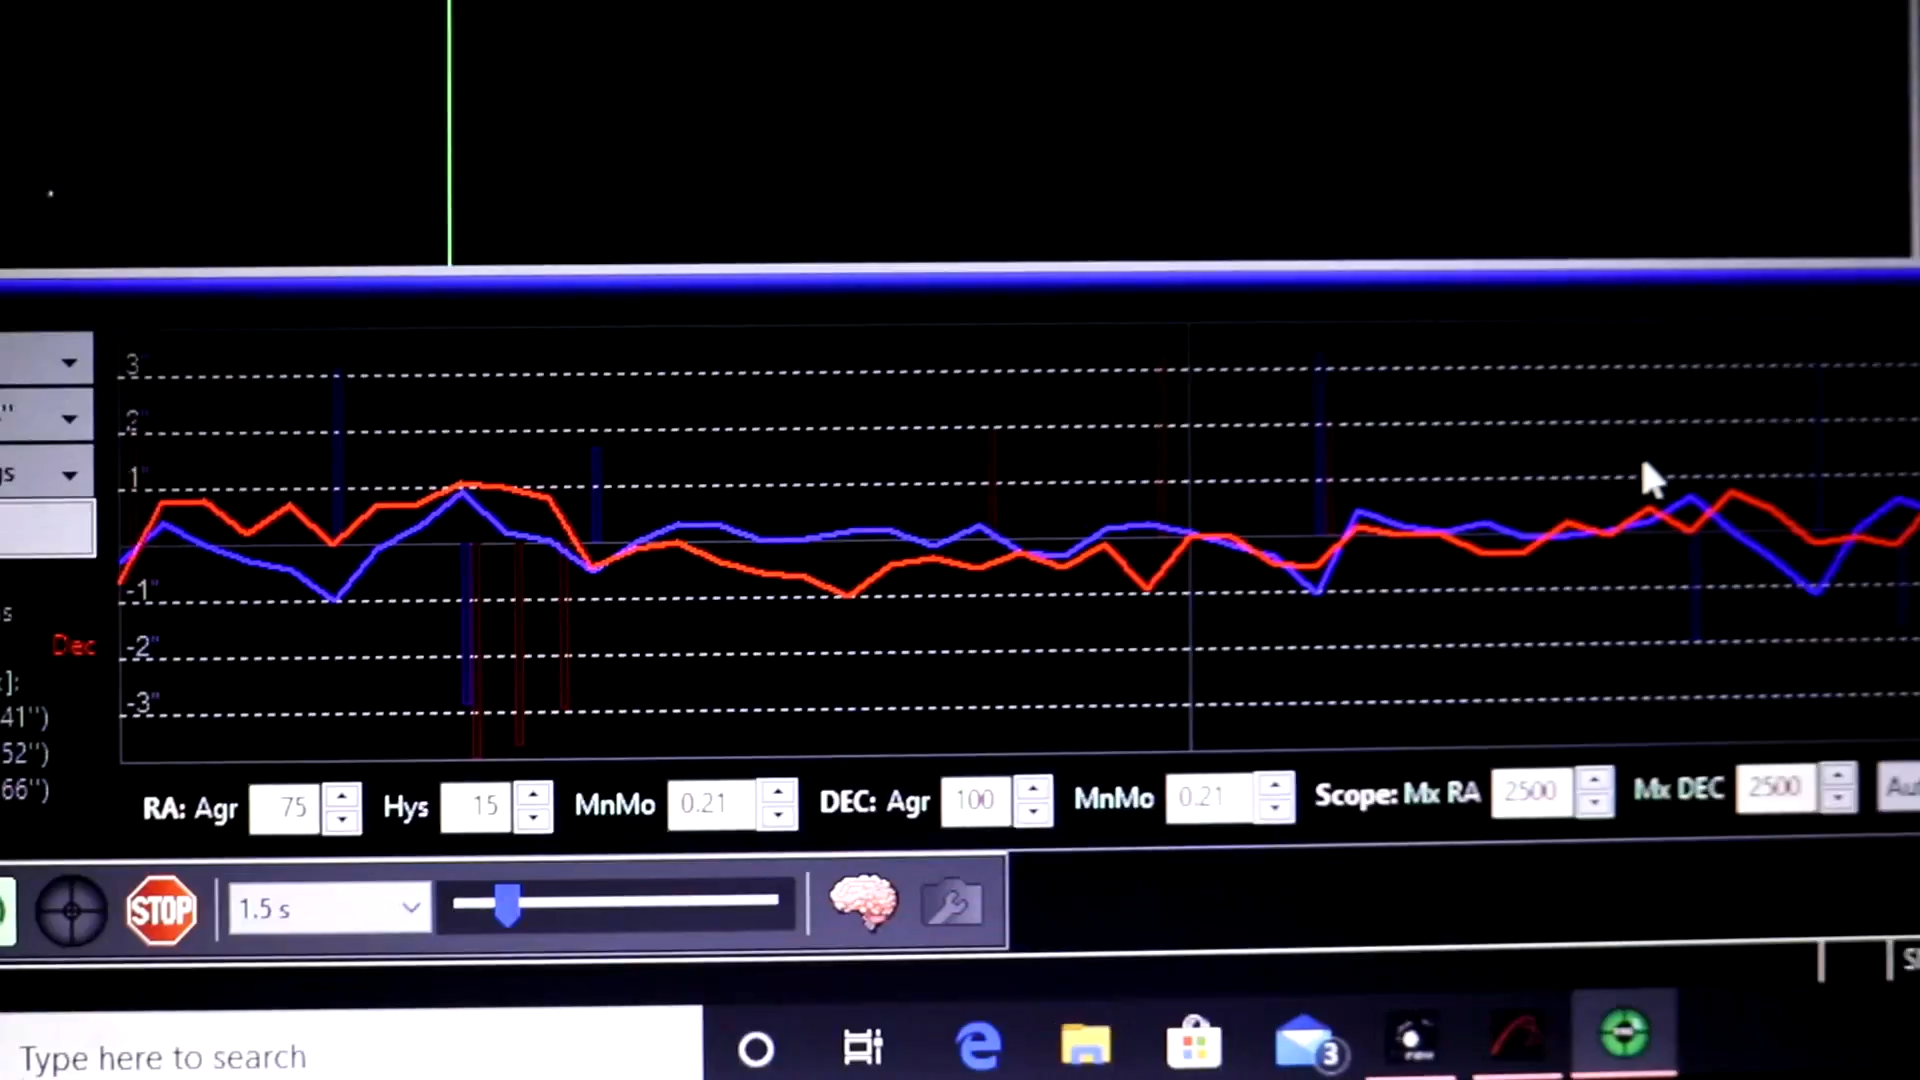 3"
2"
1"
-1"
-2"
-3"
"
gs
s
Dec
]:
41")
52")
66")
RA: Agr 75 Hys 15 MnMo 0.21 DEC: Agr 100 MnMo 0.21 Scope: Mx RA 2500 Mx DEC 2500 Aut
STOP 1.5 s
S
Type here to search
3